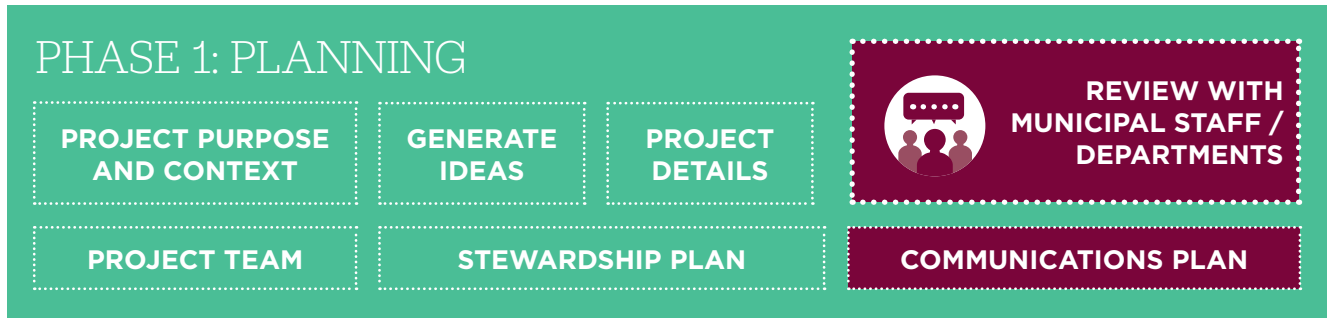 PHASE 1: PLANNING
PROJECT PURPOSE
AND CONTEXT
GENERATE
IDEAS
PROJECT
DETAILS
REVIEW WITH
MUNICIPAL STAFF /
DEPARTMENTS
PROJECT TEAM
STEWARDSHIP PLAN
COMMUNICATIONS PLAN